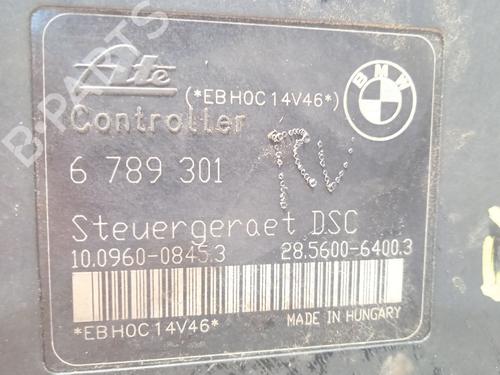 Ate
(*EBH0C14V46*)
BMW
Controller
6 789 301
Steuergeraet DSC
10.0960-0845.3
28.5600-6400.3
*EBH0C14V46*
MADE IN HUNGARY
B-PARTS